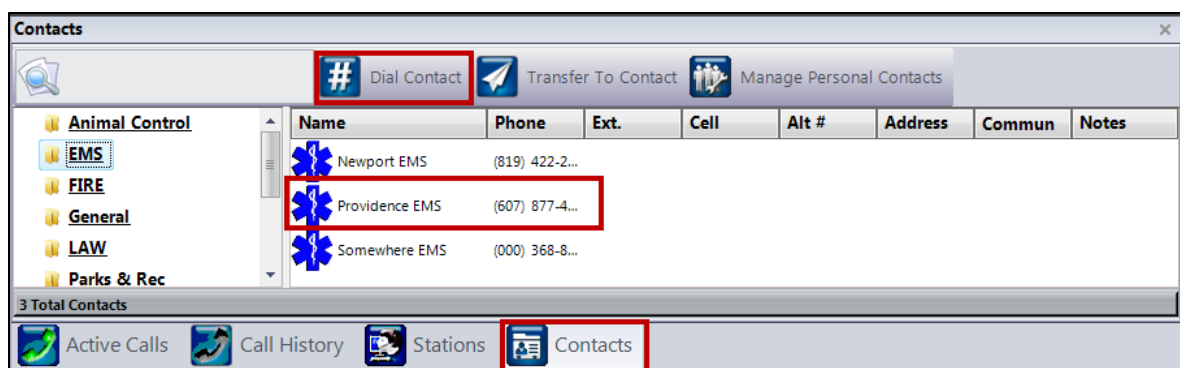 Contacts
Dial Contact Transfer To Contact Manage Personal Contacts
Animal Control
EMS
FIRE
General
LAW
Parks & Rec
Name Phone Ext. Cell Alt # Address Commun Notes
Newport EMS (819) 422-2...
Providence EMS (607) 877-4...
Somewhere EMS (000) 368-8...
3 Total Contacts
Active Calls Call History Stations Contacts